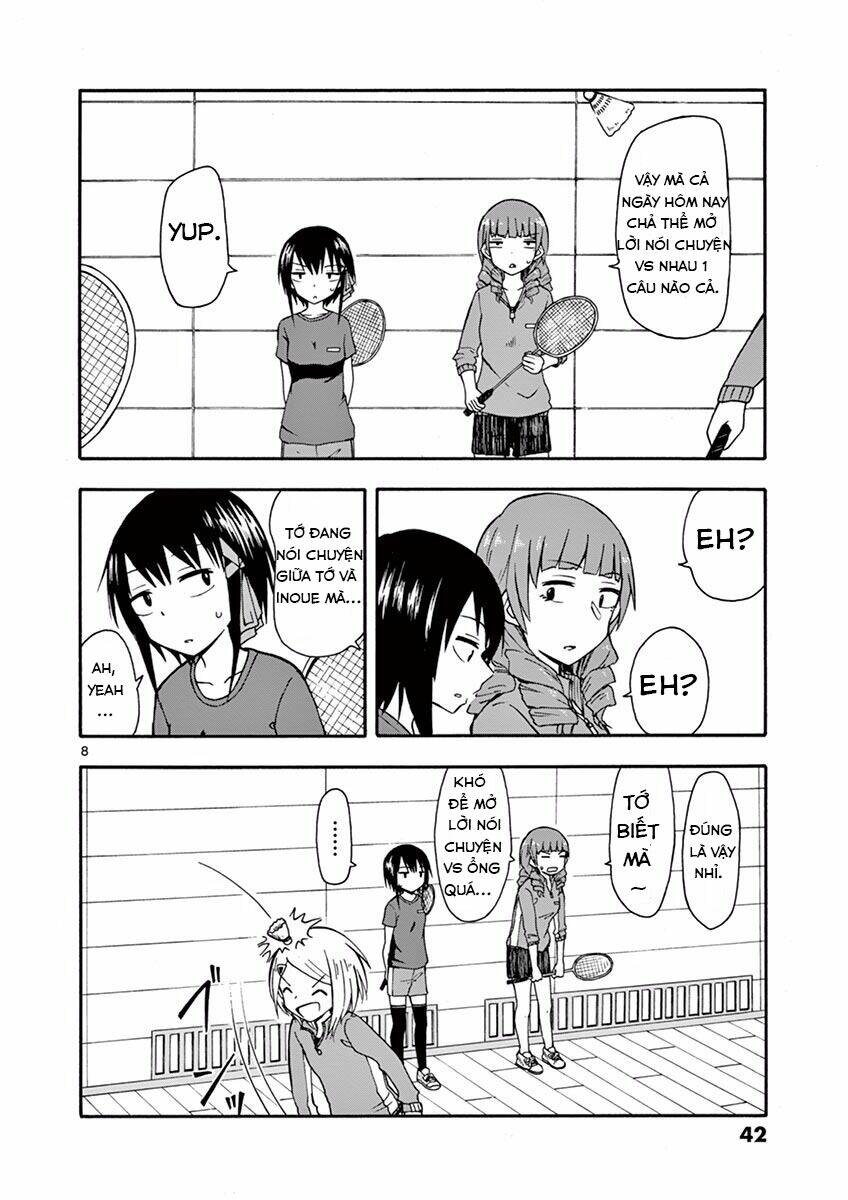 VẬY MÀ CẢ
NGÀY HÔM NAY
CHẢ THỂ MỞ
LỜI NÓI CHUYỆN
VS NHAU 1
CÂU NÀO CẢ.
YUP.
EH?
EH?
TỚ ĐANG
NÓI CHUYỆN
GIỮA TỚ VÀ
INOUE MÀ...
AH,
YEAH
...
8
ĐÚNG
LÀ VẬY
NHỈ.
TỚ
BIẾT
MÀ
~
KHÓ
ĐỂ MỞ
LỜI NÓI
CHUYỆN
VS ỔNG
QUÁ...
......
42